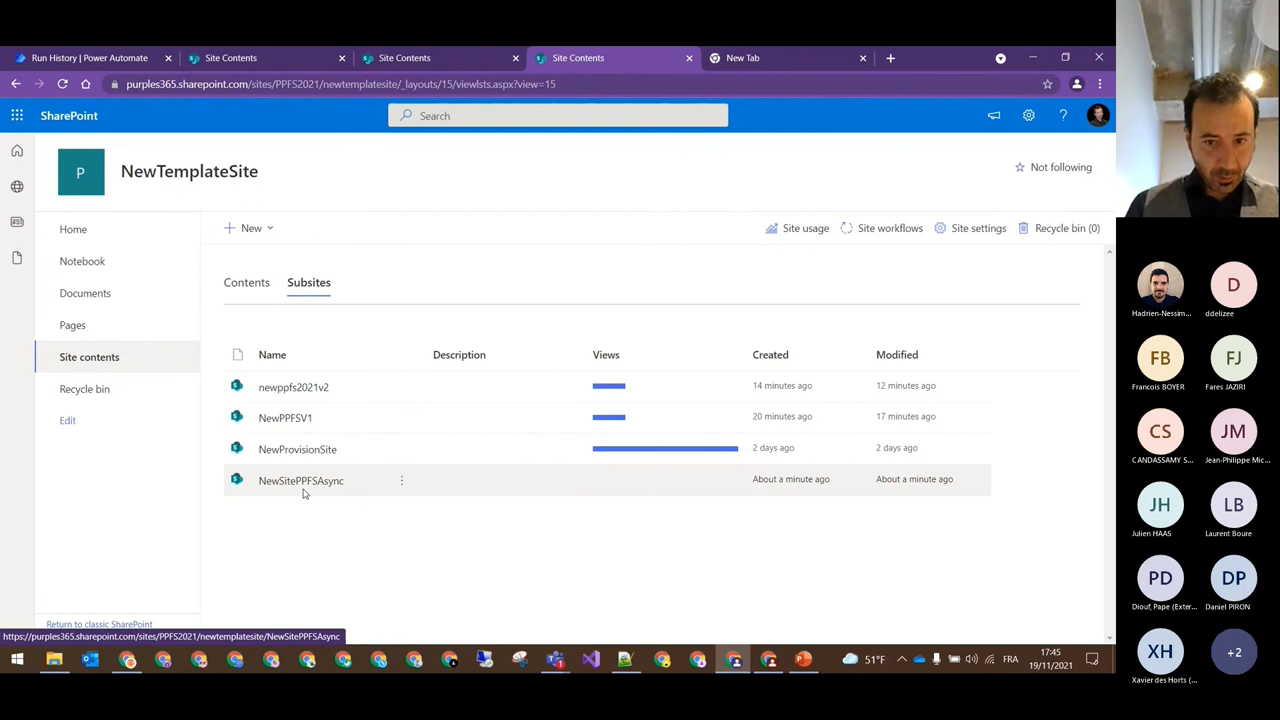 Run History | Power Automate
Site Contents
Site Contents
Site Contents
New Tab
purples365.sharepoint.com/sites/PPFS2021/newtemplatesite/_layouts/15/viewlsts.aspx?view=15
SharePoint
Search
P
NewTemplateSite
Not following
Home
Notebook
Documents
Pages
Site contents
Recycle bin
Edit
New
Site usage
Site workflows
Site settings
Recycle bin (0)
Contents
Subsites
Name
Description
Views
Created
Modified
newppfs2021v2
14 minutes ago
12 minutes ago
NewPPFSV1
20 minutes ago
17 minutes ago
NewProvisionSite
2 days ago
2 days ago
NewSitePPFSAsync
About a minute ago
About a minute ago
Return to classic SharePoint
https://purples365.sharepoint.com/sites/PPFS2021/newtemplatesite/NewSitePPFSAsync
51°F
FRA
17:45
19/11/2021
Hadrien-Nessim...
D
ddelizee
FB
Francois BOYER
FJ
Fares JAZIRI
CS
CANDASSAMY S...
JM
Jean-Philippe Mic...
JH
Julien HAAS
LB
Laurent Boure
PD
Diouf, Pape (Exter...
DP
Daniel PIRON
XH
Xavier des Horts (...
+2